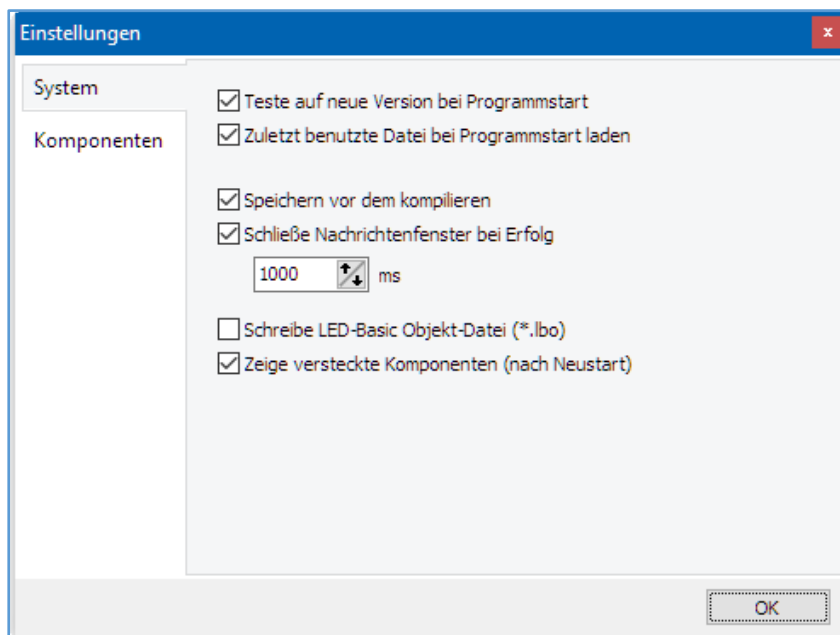 Einstellungen
x
System
Komponenten
Teste auf neue Version bei Programmstart
Zuletzt benutzte Datei bei Programmstart laden
Speichern vor dem kompilieren
Schließe Nachrichtenfenster bei Erfolg
1000 ms
Schreibe LED-Basic Objekt-Datei (*.lbo)
Zeige versteckte Komponenten (nach Neustart)
OK